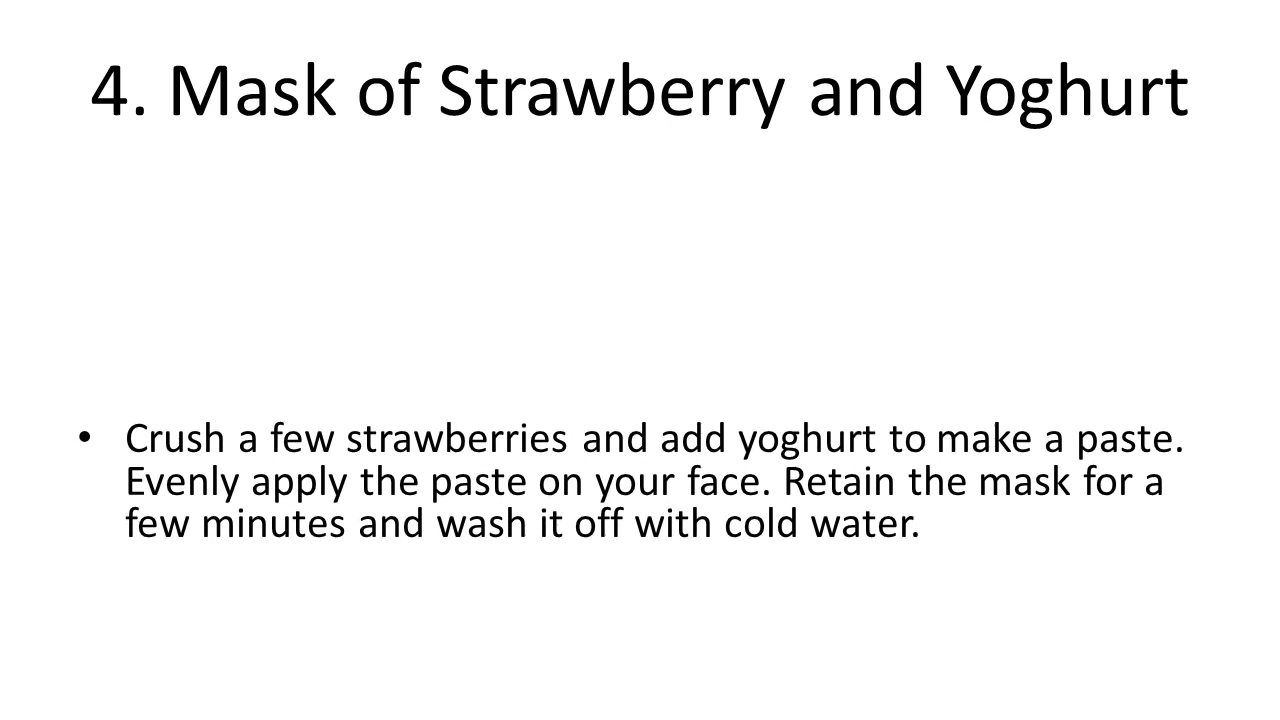 4. Mask of Strawberry and Yoghurt
• Crush a few strawberries and add yoghurt to make a paste.
Evenly apply the paste on your face. Retain the mask for a
few minutes and wash it off with cold water.